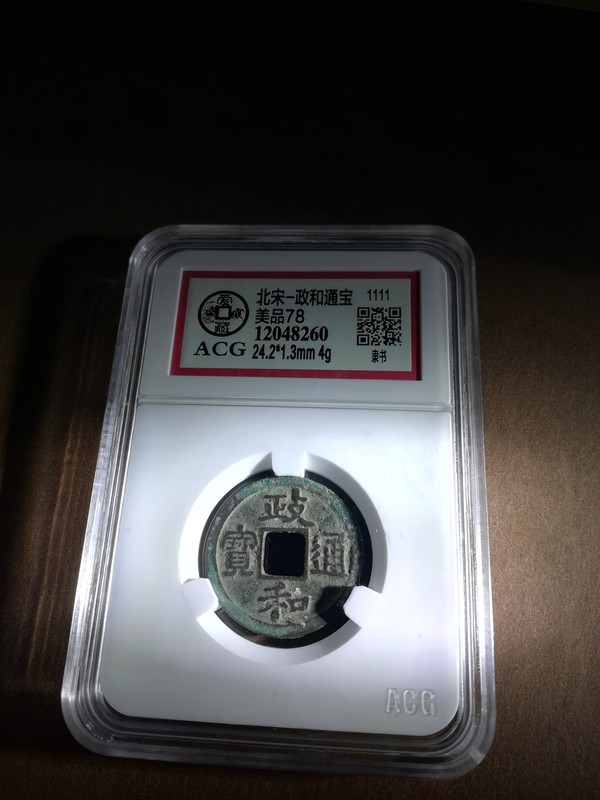 北宋-政和通宝 1111
美品78
12048260
ACG 24.2*1.3mm 4g
隶书
政
寶 通
和
ACG